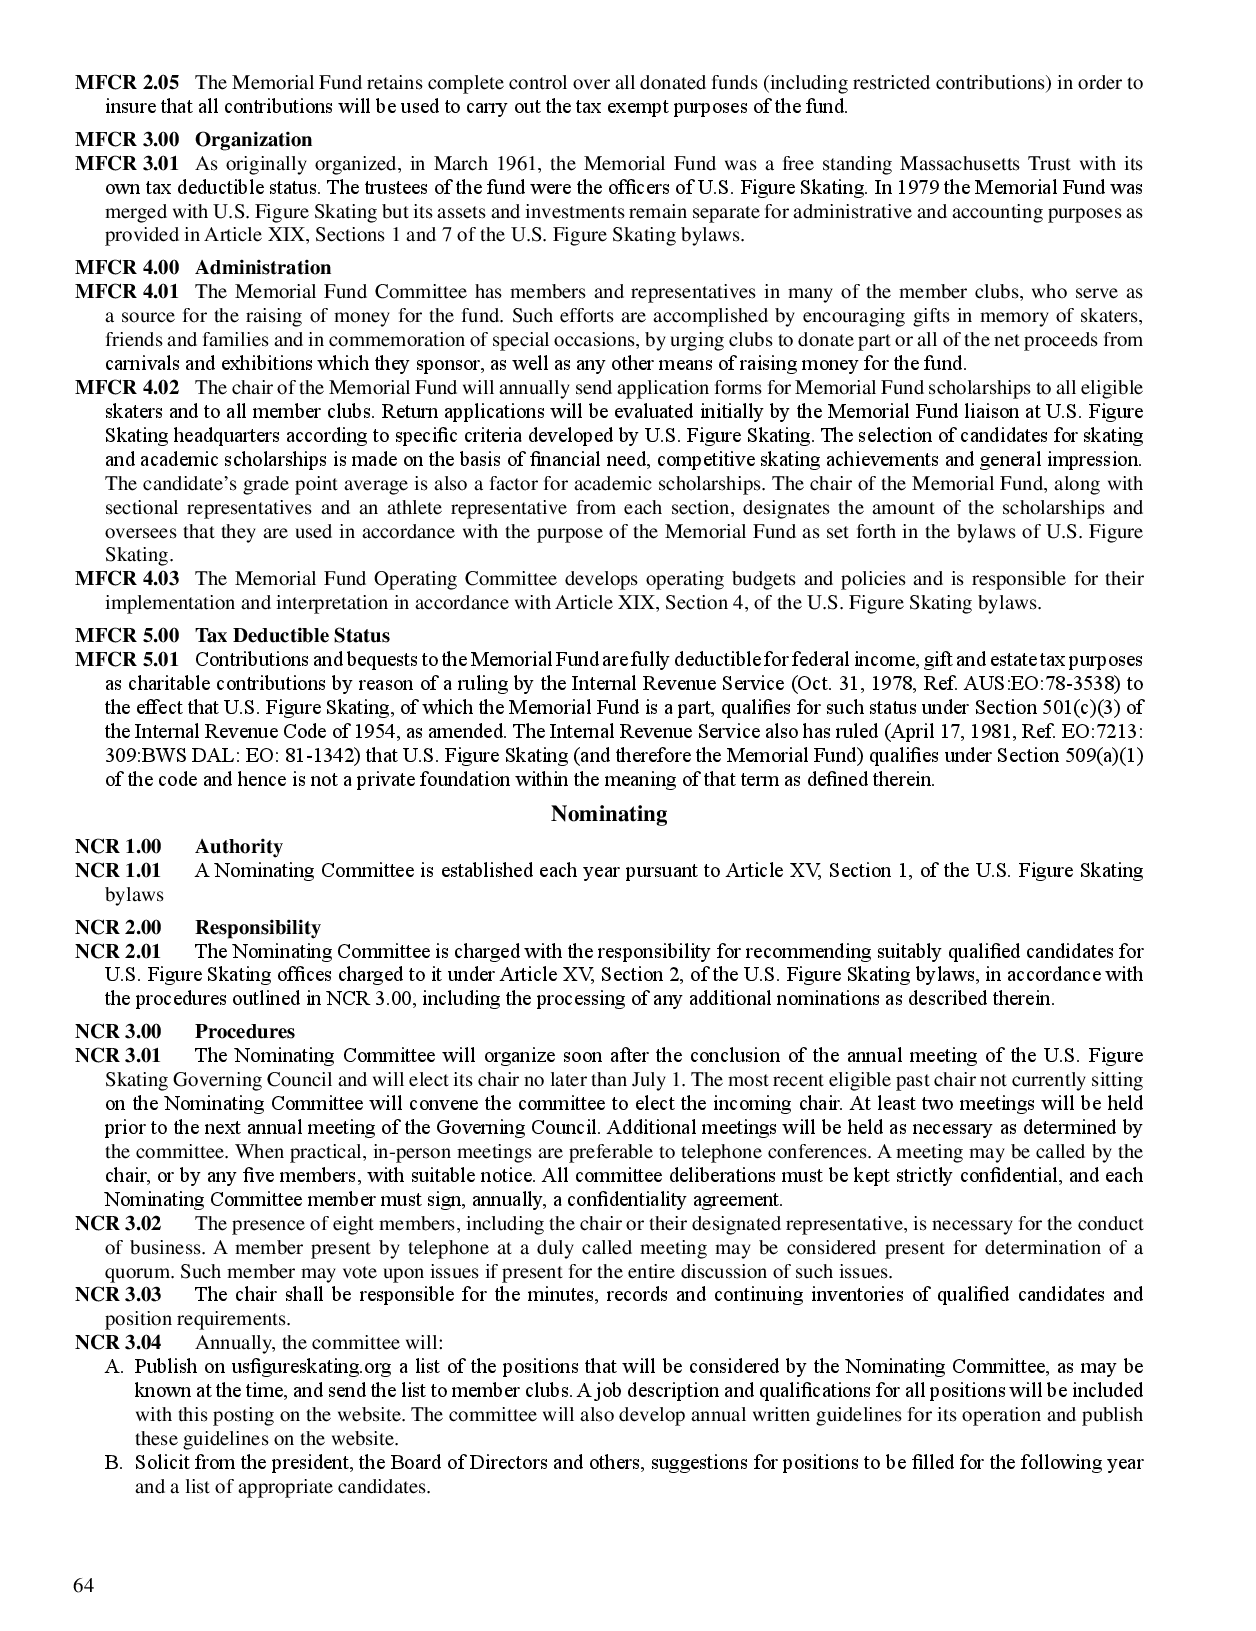 MFCR 2.05 The Memorial Fund retains complete control over all donated funds (including restricted contributions) in order to
insure that all contributions will be used to carry out the tax exempt purposes of the fund.
MFCR 3.00 Organization
MFCR 3.01 As originally organized, in March 1961, the Memorial Fund was a free standing Massachusetts Trust with its
own tax deductible status. The trustees of the fund were the officers of U.S. Figure Skating. In 1979 the Memorial Fund was
merged with U.S. Figure Skating but its assets and investments remain separate for administrative and accounting purposes as
provided in Article XIX, Sections 1 and 7 of the U.S. Figure Skating bylaws.
MFCR 4.00 Administration
MFCR 4.01 The Memorial Fund Committee has members and representatives in many of the member clubs, who serve as
a source for the raising of money for the fund. Such efforts are accomplished by encouraging gifts in memory of skaters,
friends and families and in commemoration of special occasions, by urging clubs to donate part or all of the net proceeds from
carnivals and exhibitions which they sponsor, as well as any other means of raising money for the fund.
MFCR 4.02 The chair of the Memorial Fund will annually send application forms for Memorial Fund scholarships to all eligible
skaters and to all member clubs. Return applications will be evaluated initially by the Memorial Fund liaison at U.S. Figure
Skating headquarters according to specific criteria developed by U.S. Figure Skating. The selection of candidates for skating
and academic scholarships is made on the basis of financial need, competitive skating achievements and general impression.
The candidate's grade point average is also a factor for academic scholarships. The chair of the Memorial Fund, along with
sectional representatives and an athlete representative from each section, designates the amount of the scholarships and
oversees that they are used in accordance with the purpose of the Memorial Fund as set forth in the bylaws of U.S. Figure
Skating.
MFCR 4.03 The Memorial Fund Operating Committee develops operating budgets and policies and is responsible for their
implementation and interpretation in accordance with Article XIX, Section 4, of the U.S. Figure Skating bylaws.
MFCR 5.00 Tax Deductible Status
MFCR 5.01 Contributions and bequests to the Memorial Fund are fully deductible for federal income, gift and estate tax purposes
as charitable contributions by reason of a ruling by the Internal Revenue Service (Oct. 31, 1978, Ref. AUS:EO:78-3538) to
the effect that U.S. Figure Skating, of which the Memorial Fund is a part, qualifies for such status under Section 501(c)(3) of
the Internal Revenue Code of 1954, as amended. The Internal Revenue Service also has ruled (April 17, 1981, Ref. EO:7213:
309:BWS DAL: EO: 81-1342) that U.S. Figure Skating (and therefore the Memorial Fund) qualifies under Section 509(a)(1)
of the code and hence is not a private foundation within the meaning of that term as defined therein.
Nominating
NCR 1.00 Authority
NCR 1.01 A Nominating Committee is established each year pursuant to Article XV, Section 1, of the U.S. Figure Skating
bylaws
NCR 2.00 Responsibility
NCR 2.01 The Nominating Committee is charged with the responsibility for recommending suitably qualified candidates for
U.S. Figure Skating offices charged to it under Article XV, Section 2, of the U.S. Figure Skating bylaws, in accordance with
the procedures outlined in NCR 3.00, including the processing of any additional nominations as described therein.
NCR 3.00 Procedures
NCR 3.01 The Nominating Committee will organize soon after the conclusion of the annual meeting of the U.S. Figure
Skating Governing Council and will elect its chair no later than July 1. The most recent eligible past chair not currently sitting
on the Nominating Committee will convene the committee to elect the incoming chair. At least two meetings will be held
prior to the next annual meeting of the Governing Council. Additional meetings will be held as necessary as determined by
the committee. When practical, in-person meetings are preferable to telephone conferences. A meeting may be called by the
chair, or by any five members, with suitable notice. All committee deliberations must be kept strictly confidential, and each
Nominating Committee member must sign, annually, a confidentiality agreement.
NCR 3.02 The presence of eight members, including the chair or their designated representative, is necessary for the conduct
of business. A member present by telephone at a duly called meeting may be considered present for determination of a
quorum. Such member may vote upon issues if present for the entire discussion of such issues.
NCR 3.03 The chair shall be responsible for the minutes, records and continuing inventories of qualified candidates and
position requirements.
NCR 3.04 Annually, the committee will:
A. Publish on usfigureskating.org a list of the positions that will be considered by the Nominating Committee, as may be
known at the time, and send the list to member clubs. A job description and qualifications for all positions will be included
with this posting on the website. The committee will also develop annual written guidelines for its operation and publish
these guidelines on the website.
B. Solicit from the president, the Board of Directors and others, suggestions for positions to be filled for the following year
and a list of appropriate candidates.
64